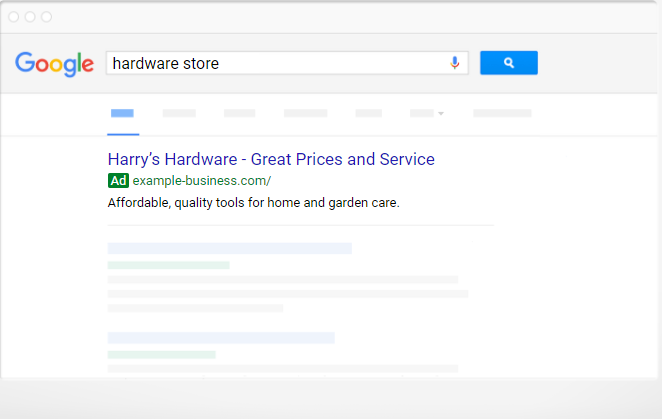 Google
hardware store
Harry's Hardware - Great Prices and Service
Ad example-business.com/
Affordable, quality tools for home and garden care.